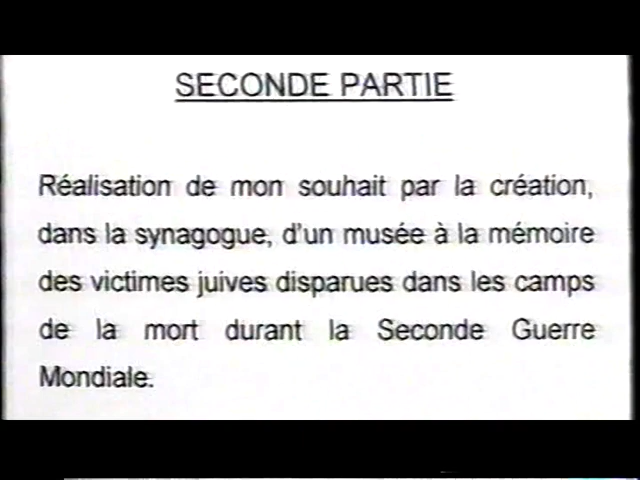 SECONDE PARTIE
Réalisation de mon souhait par la création,
dans la synagogue, d'un musée à la mémoire
des victimes juives disparues dans les camps
de la mort durant la Seconde Guerre
Mondiale.